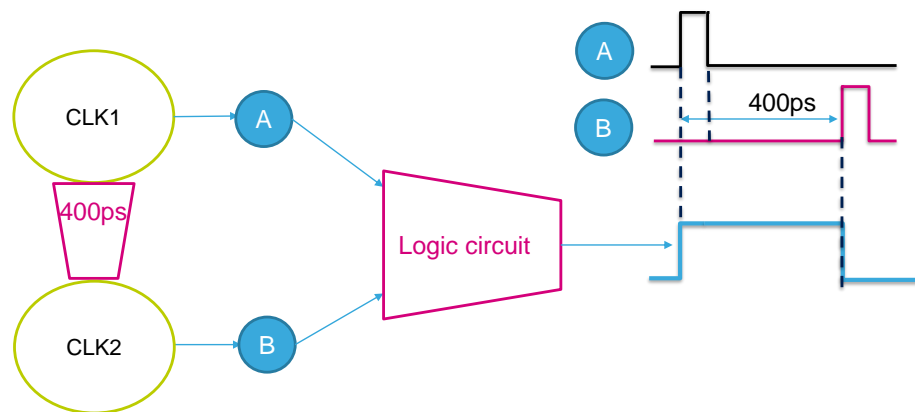 CLK1
A
400ps
Logic circuit
CLK2
B
A
400ps
B